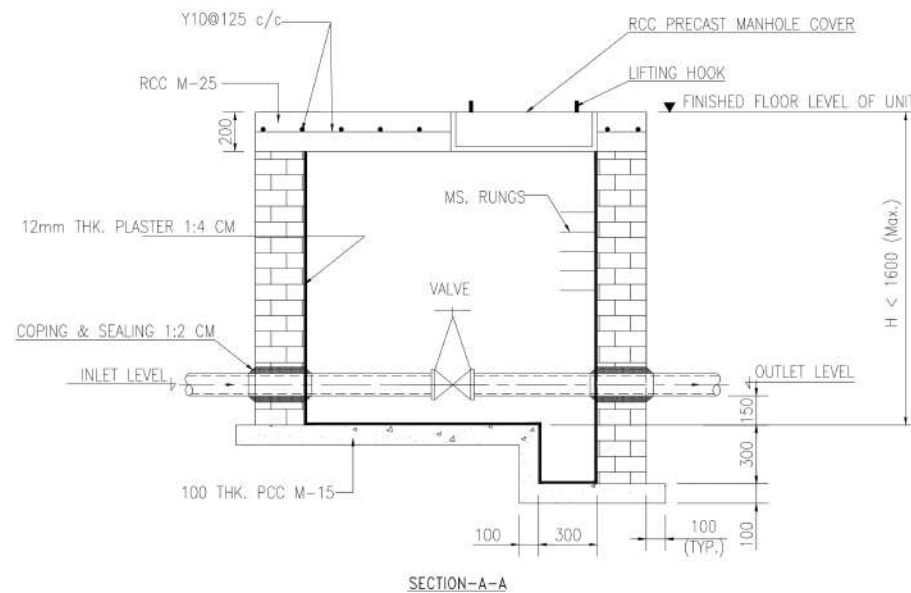 Y10@125 c/c
RCC PRECAST MANHOLE COVER
RCC M-25
LIFTING HOOK
FINISHED FLOOR LEVEL OF UNIT
200
MS. RUNGS
12mm THK. PLASTER 1:4 CM
H < 1600 (Max.)
VALVE
COPING & SEALING 1:2 CM
INLET LEVEL
OUTLET LEVEL
150
300
100 THK. PCC M-15
100
300
100
(TYP.)
100
SECTION-A-A